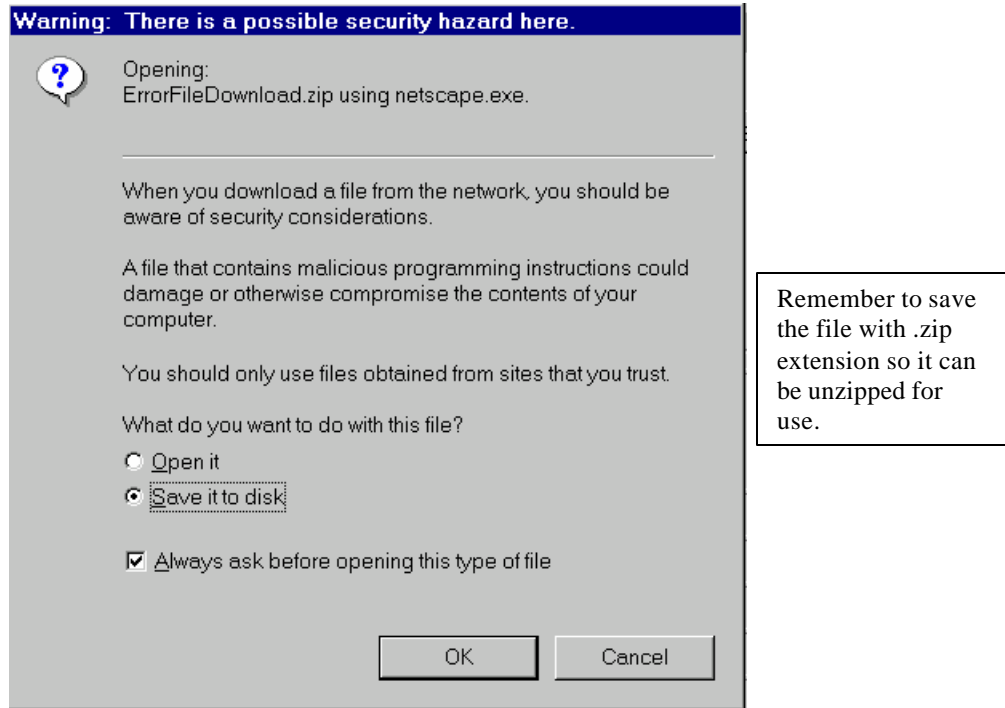 Warning: There is a possible security hazard here.
?
Opening:
ErrorFileDownload.zip using netscape.exe.
When you download a file from the network, you should be
aware of security considerations.
A file that contains malicious programming instructions could
damage or otherwise compromise the contents of your
computer.
You should only use files obtained from sites that you trust.
What do you want to do with this file?
Open it
Save it to disk
Always ask before opening this type of file
OK
Cancel
Remember to save
the file with .zip
extension so it can
be unzipped for
use.